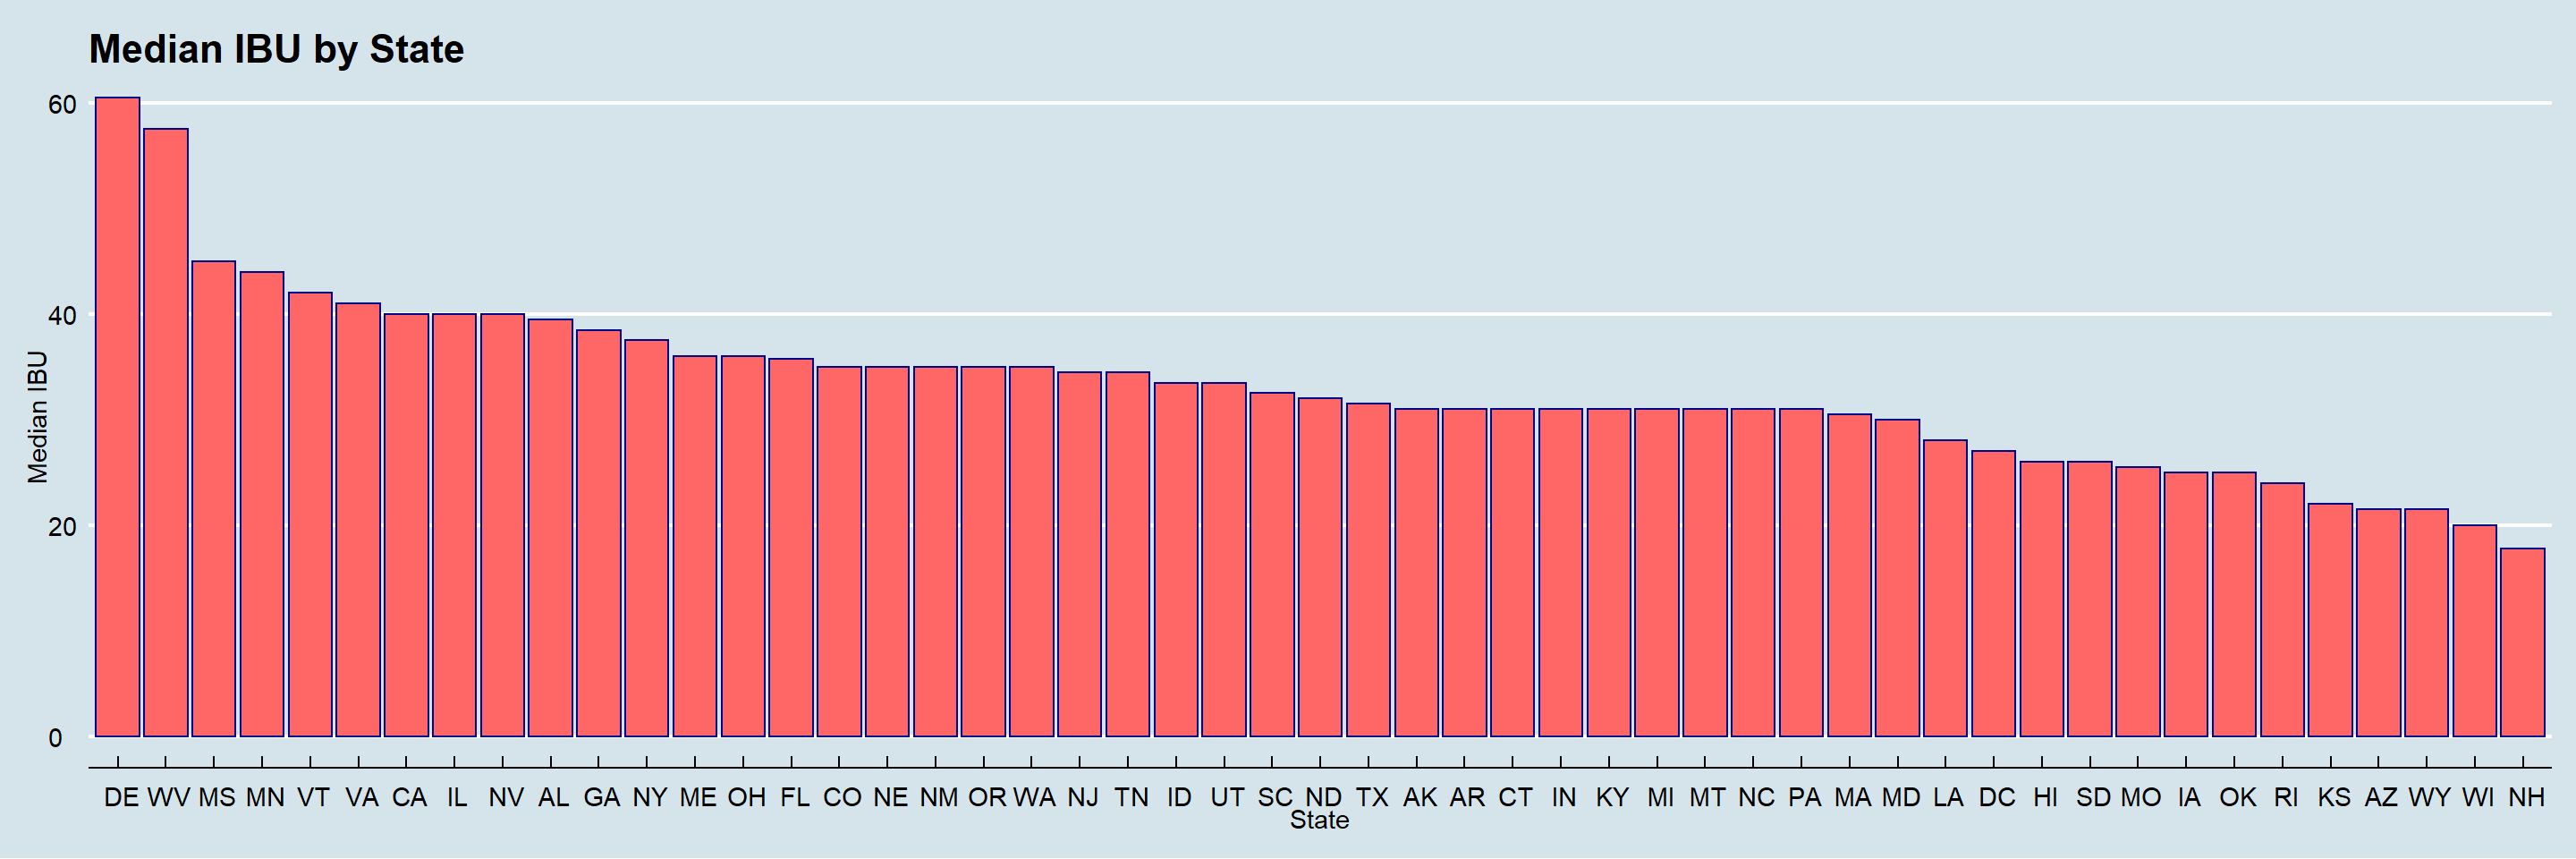 Median IBU by State
60
40
20
0
Median IBU
DE WV MS MN VT VA CA IL NV AL GA NY ME OH FL CO NE NM OR WA NJ TN ID UT SC ND TX AK AR CT IN KY MI MT NC PA MA MD LA DC HI SD MO IA OK RI KS AZ WY WI NH
State